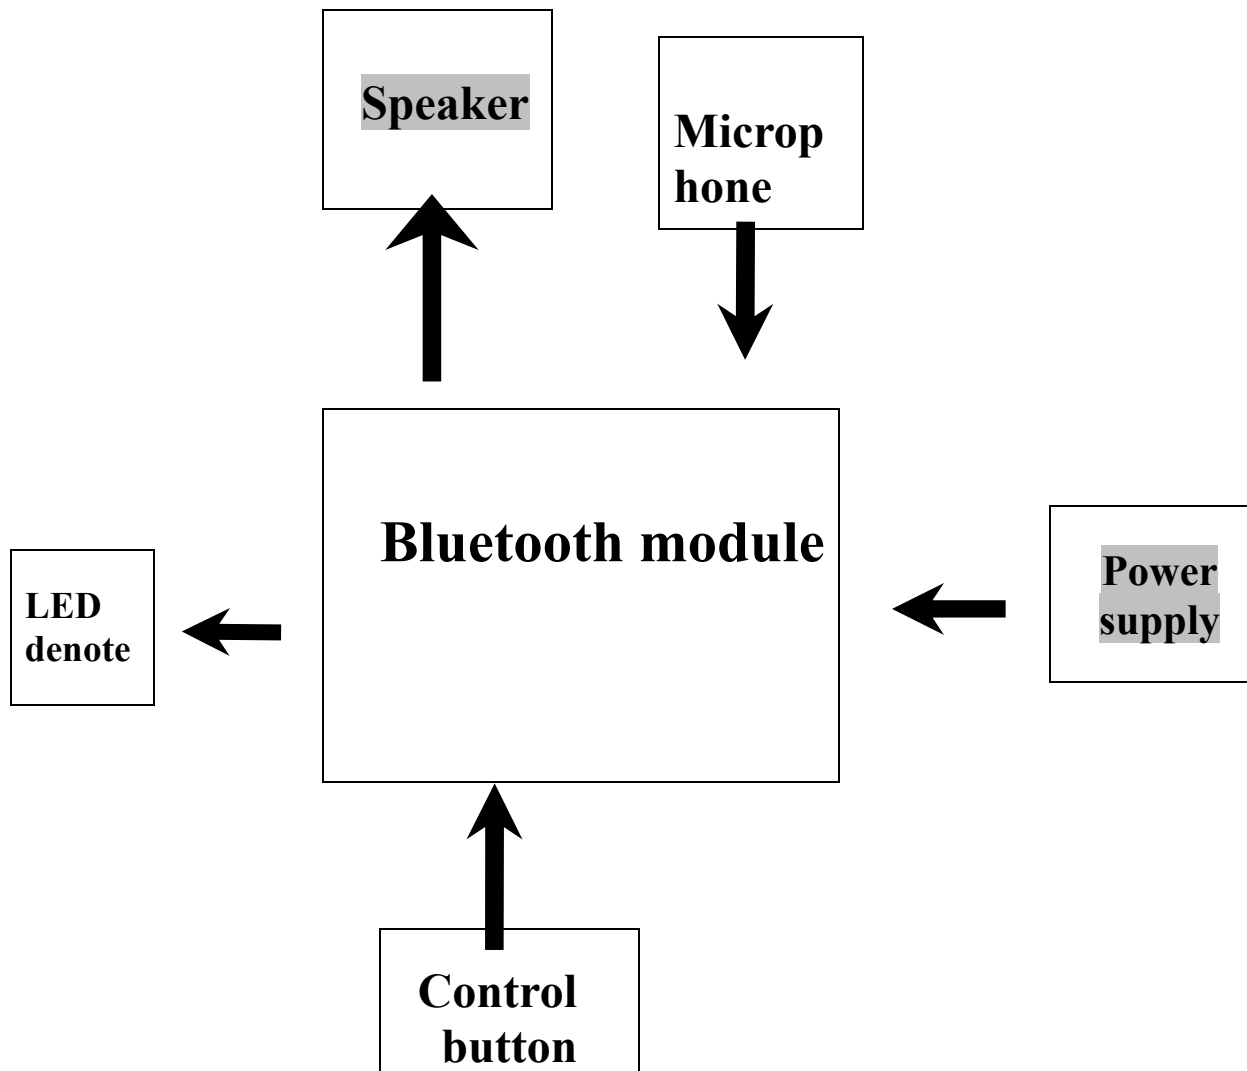 Speaker
Microp
hone
Bluetooth module
LED
denote
Power
supply
Control
button